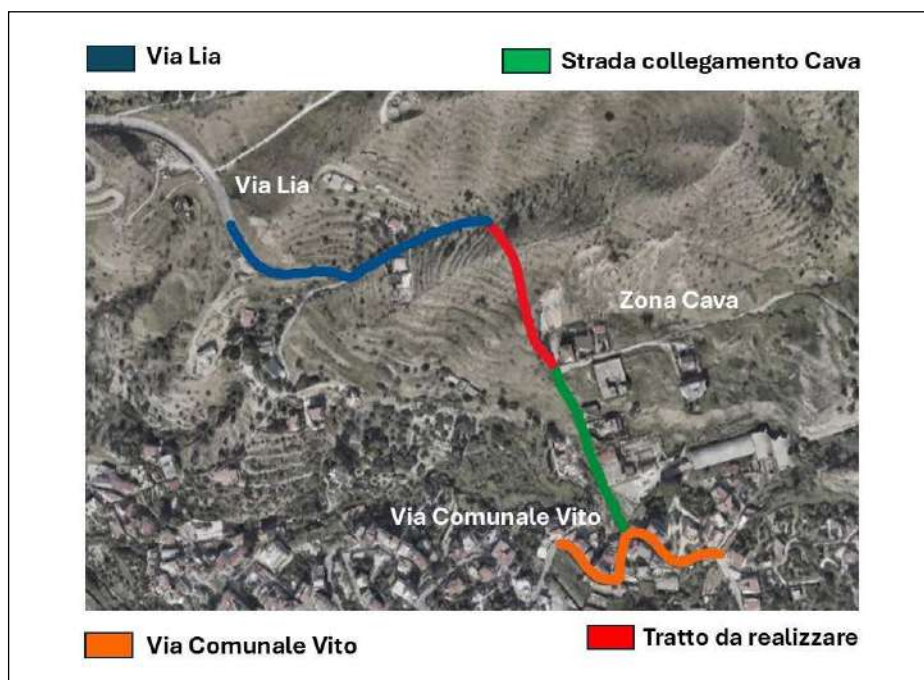 Via Lia
Strada collegamento Cava
Via Lia
Zona Cava
Via Comunale Vito
Via Comunale Vito
Tratto da realizzare